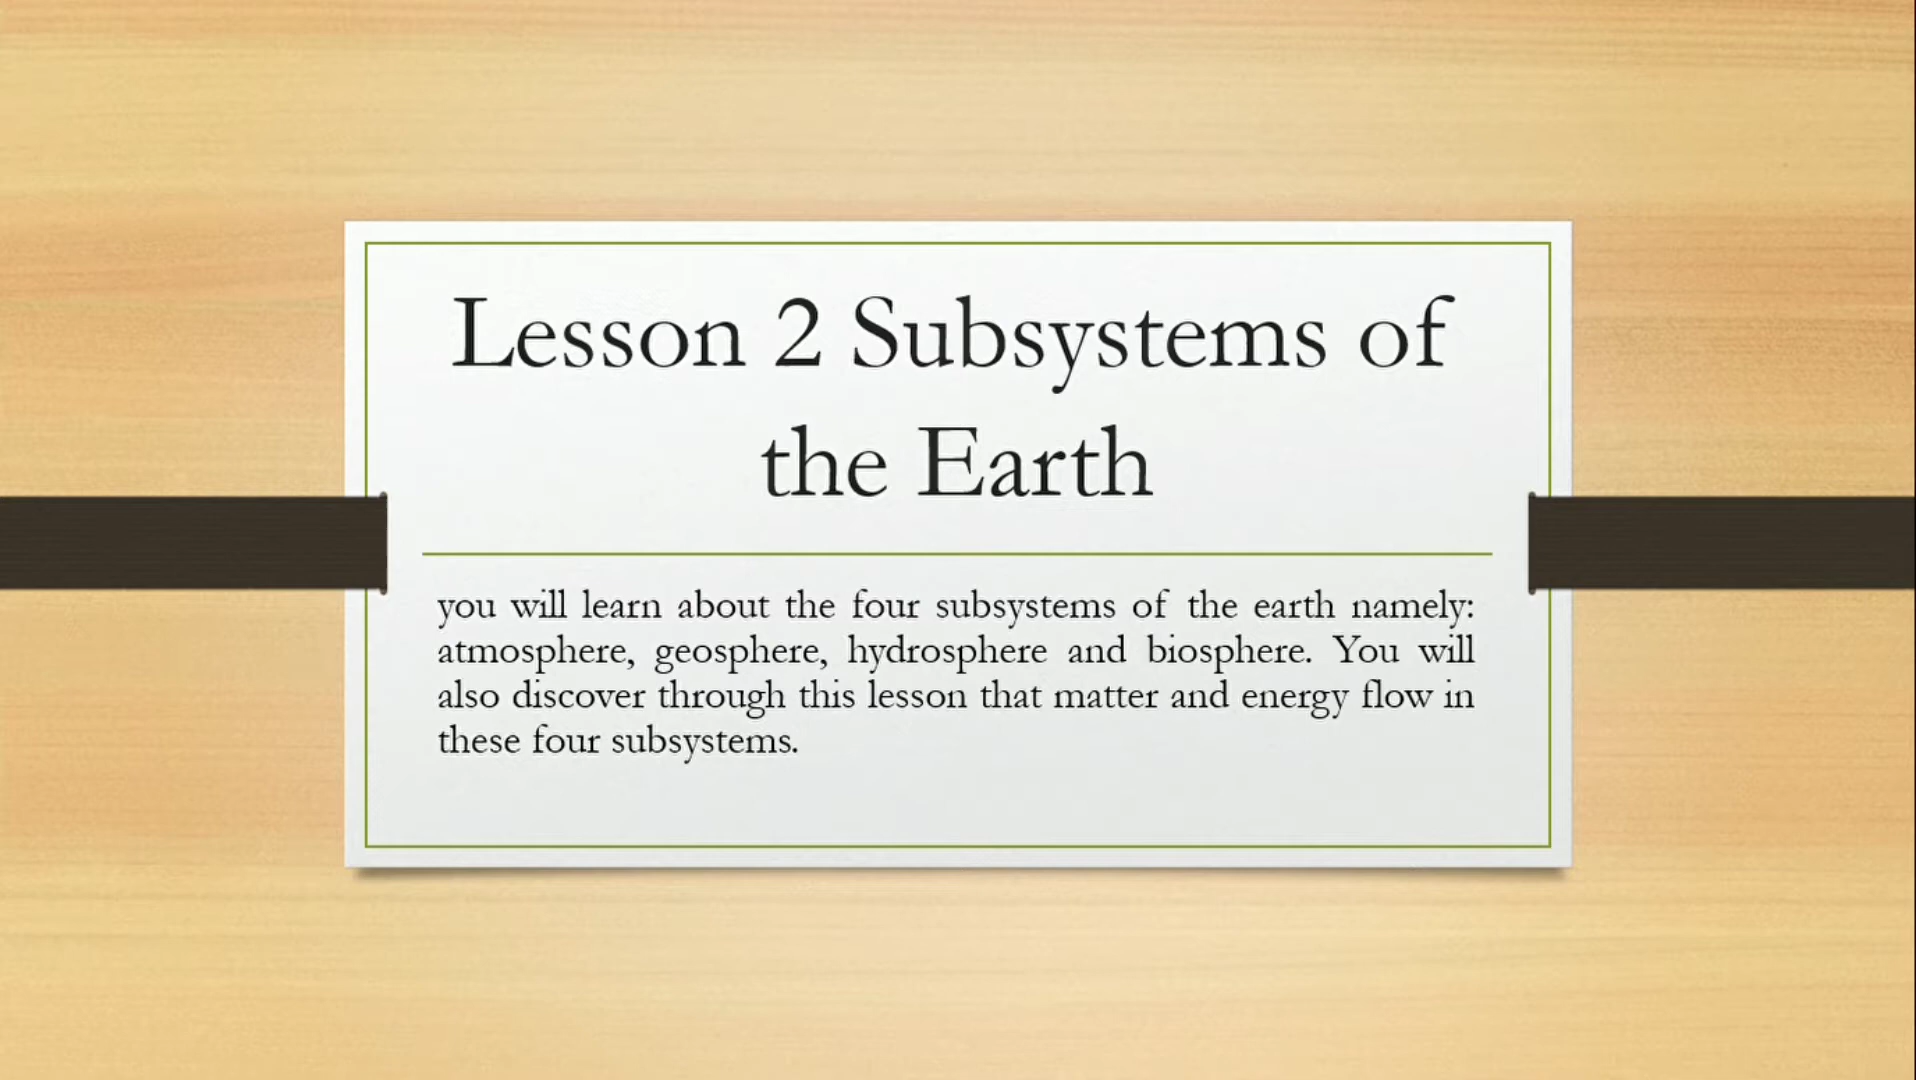 Lesson 2 Subsystems of
the Earth
you will learn about the four subsystems of the earth namely:
atmosphere, geosphere, hydrosphere and biosphere. You will
also discover through this lesson that matter and energy flow in
these four subsystems.